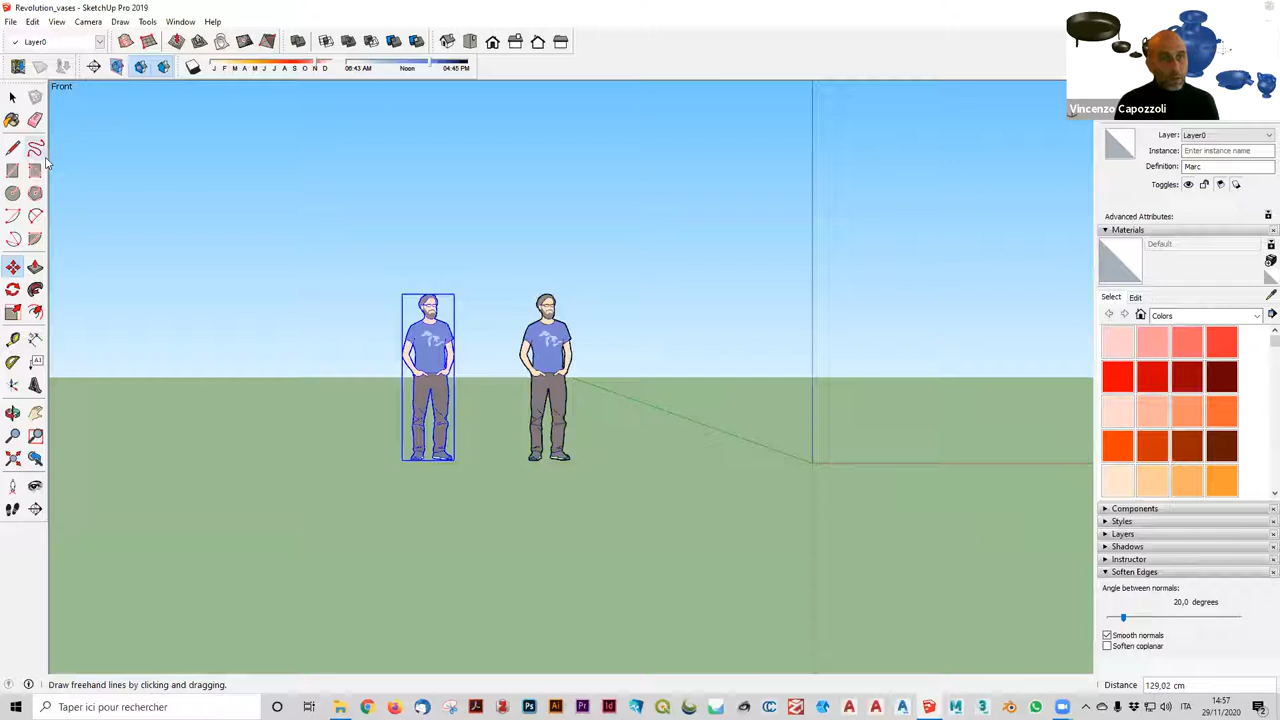 Revolution_vases - SketchUp Pro 2019
File Edit View Camera Draw Tools Window Help
Layer0
J F M A M J J A S O N D 06:43 AM Noon 04:45 PM
Front
Vincenzo Capozzoli
Layer: Layer0
Instance: Enter instance name
Definition: Marc
Toggles:
Advanced Attributes:
Materials
Default
Select Edit
Colors
Components
Styles
Layers
Shadows
Instructor
Soften Edges
Angle between normals:
20,0 degrees
Smooth normals
Soften coplanar
Draw freehand lines by clicking and dragging.
Distance 129,02 cm
Taper ici pour rechercher
ITA
14:57
29/11/2020